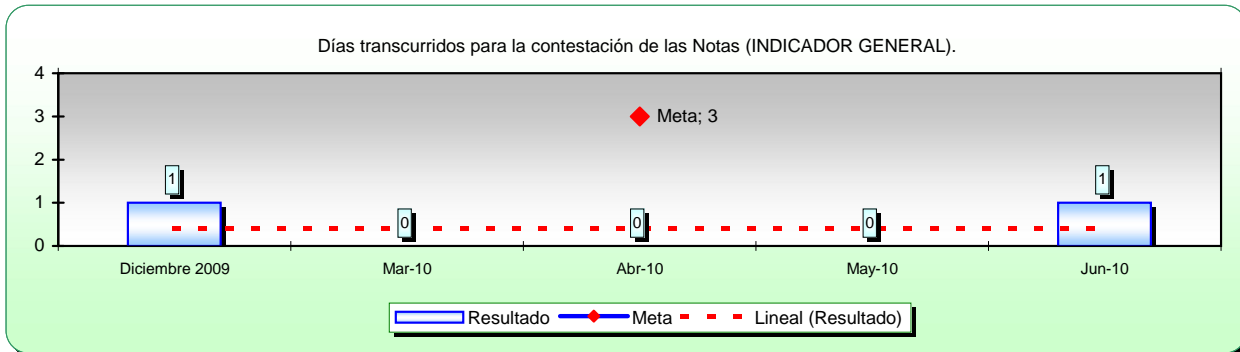 Días transcurridos para la contestación de las Notas (INDICADOR GENERAL).
4
3
2
1
0
Meta; 3
1
0
0
0
1
Diciembre 2009
Mar-10
Abr-10
May-10
Jun-10
Resultado
Meta
Lineal (Resultado)